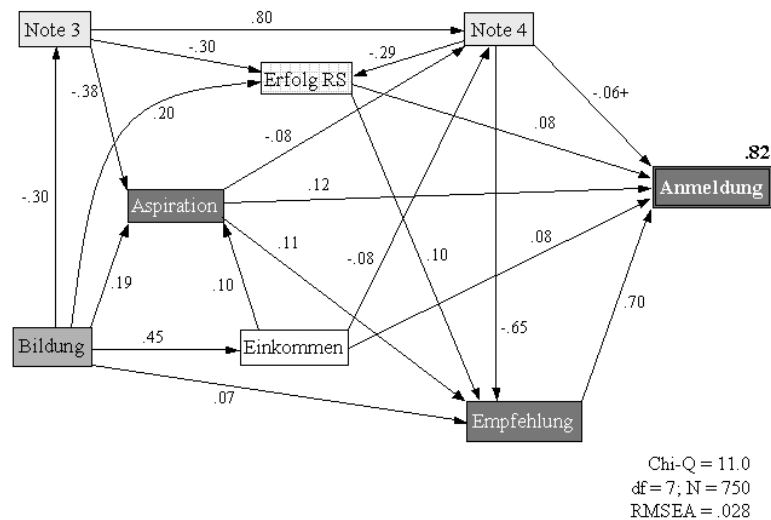 Note 3
.80
Note 4
-.30
-.29
Erfolg RS
-.38
.20
-.08
-.06+
.08
.82
Anmeldung
-.30
Aspiration
.12
.11
-.08
.10
.08
.19
.10
.70
Bildung
.45
Einkommen
-.65
.07
Empfehlung
Chi-Q = 11.0
df = 7; N = 750
RMSEA = .028